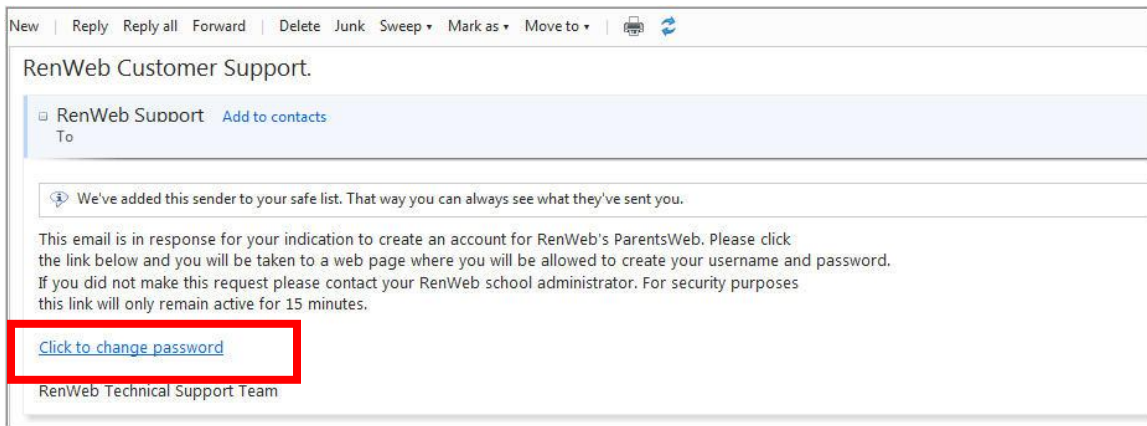 New | Reply Reply all Forward | Delete Junk Sweep Mark as Move to |
RenWeb Customer Support.
RenWeb Support Add to contacts
To
We've added this sender to your safe list. That way you can always see what they've sent you.
This email is in response for your indication to create an account for RenWeb's ParentsWeb. Please click
the link below and you will be taken to a web page where you will be allowed to create your username and password.
If you did not make this request please contact your RenWeb school administrator. For security purposes
this link will only remain active for 15 minutes.
Click to change password
RenWeb Technical Support Team